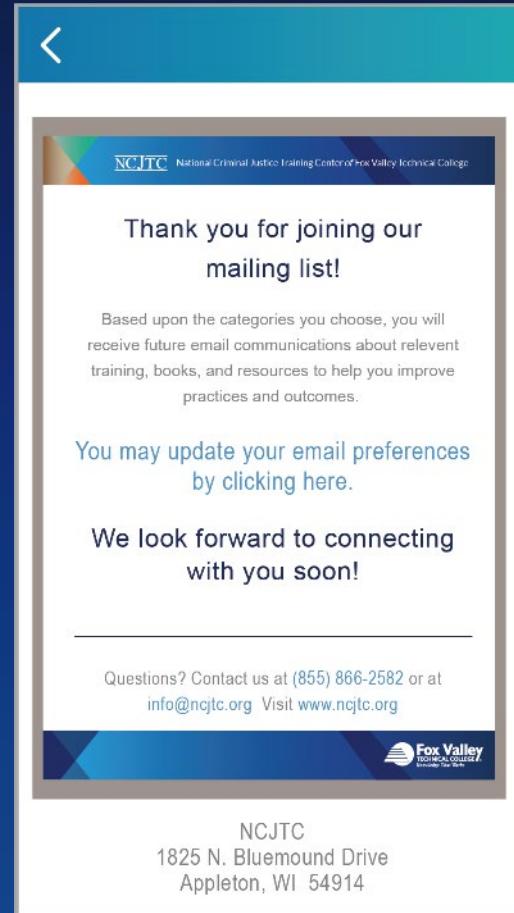 NCJTC National Criminal Justice Training Center of Fox Valley Technical College
Thank you for joining our
mailing list!
Based upon the categories you choose, you will
receive future email communications about relevent
training, books, and resources to help you improve
practices and outcomes.
You may update your email preferences
by clicking here.
We look forward to connecting
with you soon!
Questions? Contact us at (855) 866-2582 or at
info@ncjtc.org Visit www.ncjtc.org
Fox Valley
TECHNICAL COLLEGE
Knowledge That Works
NCJTC
1825 N. Bluemound Drive
Appleton, WI 54914